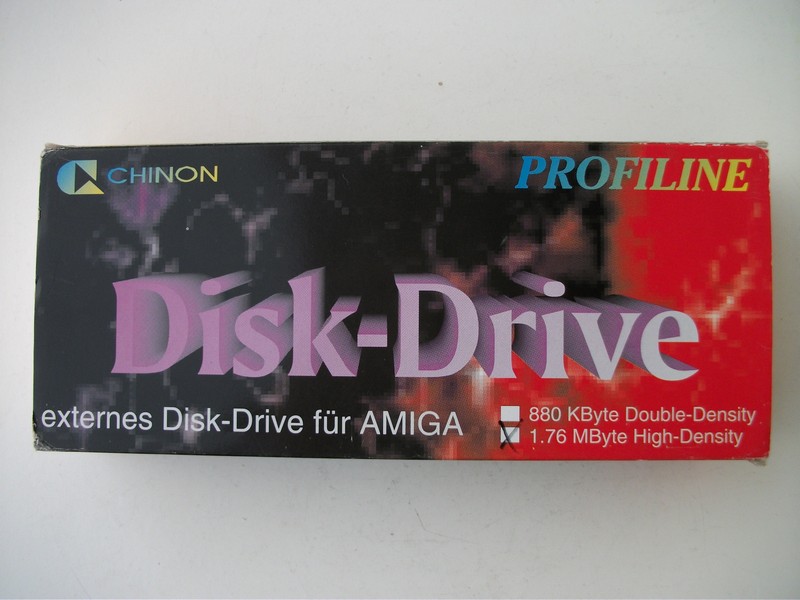 CHINON
PROFILINE
Disk-Drive
externes Disk-Drive für AMIGA
880 KByte Double-Density
1.76 MByte High-Density